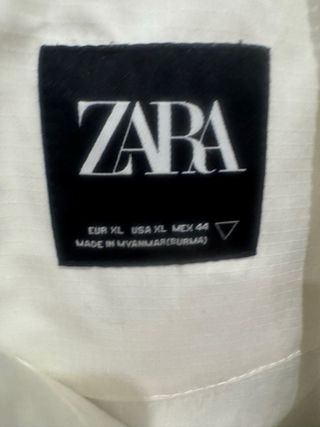 ZARA
EUR XL USA XL MEX 44
MADE IN MYANMAR(BURMA)